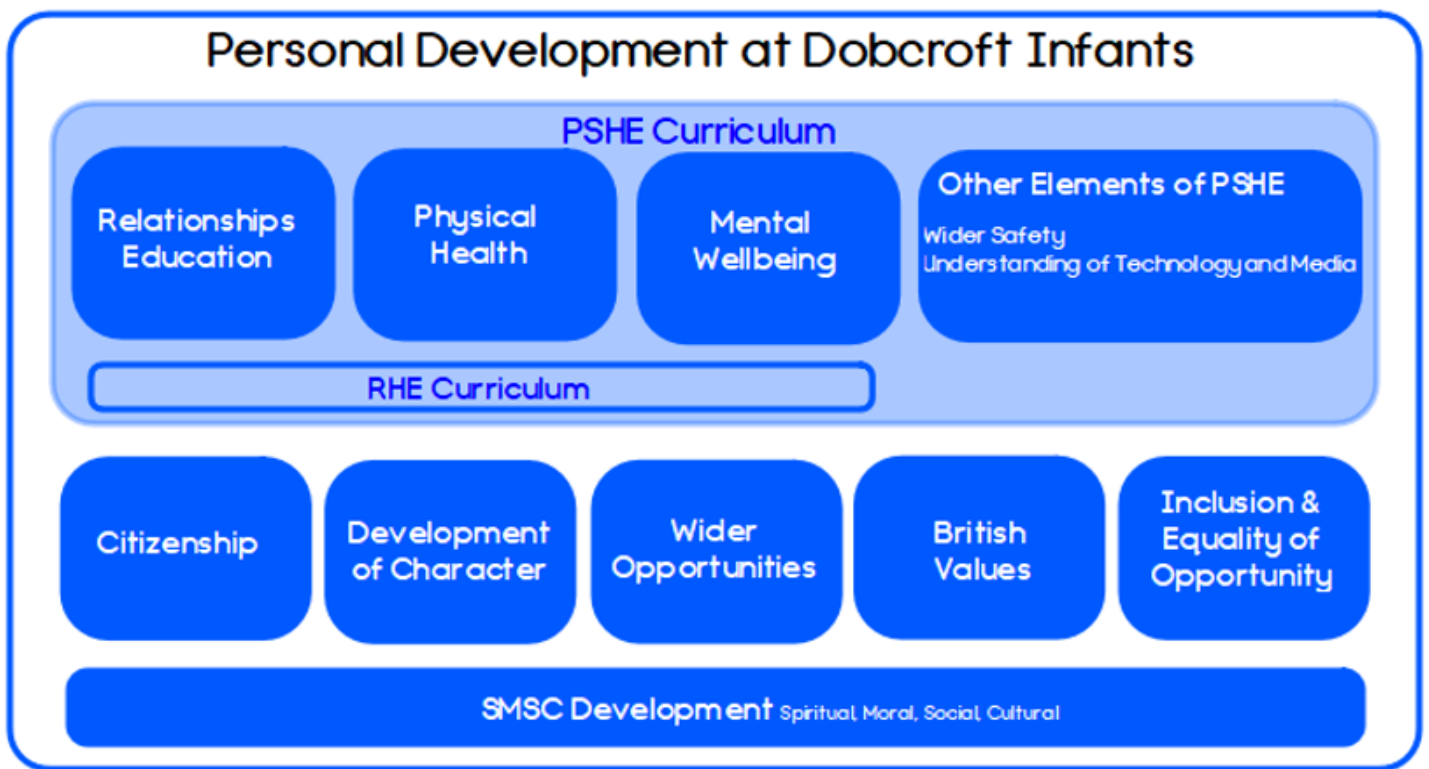 Personal Development at Dobcroft Infants
PSHE Curriculum
Relationships
Education
Physical
Health
Mental
Wellbeing
Other Elements of PSHE
Wider Safety
Understanding of Technology and Media
RHE Curriculum
Citizenship
Development
of Character
Wider
Opportunities
British
Values
Inclusion &
Equality of
Opportunity
SMSC Development Spiritual, Moral, Social, Cultural